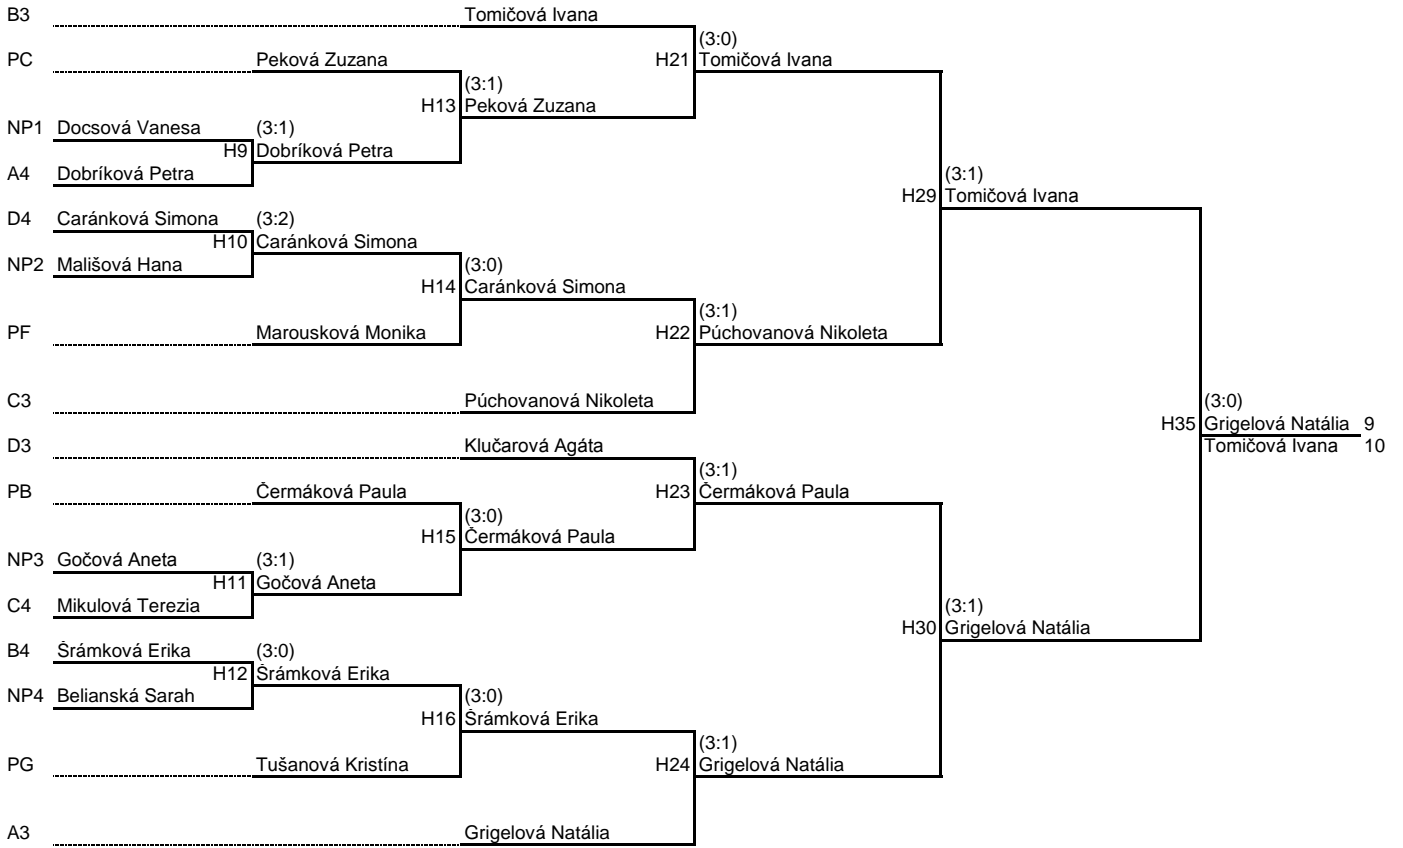 B3 Tomičová Ivana
(3:0)
PC Peková Zuzana H21 Tomičová Ivana
(3:1)
H13 Peková Zuzana
NP1 Docsová Vanesa (3:1)
H9 Dobríková Petra
A4 Dobríková Petra (3:1)
H29 Tomičová Ivana
D4 Caránková Simona (3:2)
H10 Caránková Simona
NP2 Mališová Hana (3:0)
H14 Caránková Simona
(3:1)
PF Marousková Monika H22 Púchovanová Nikoleta
C3 Púchovanová Nikoleta (3:0)
H35 Grigelová Natália 9
D3 Klučarová Agáta Tomičová Ivana 10
(3:1)
PB Čermáková Paula H23 Čermáková Paula
(3:0)
H15 Čermáková Paula
NP3 Gočová Aneta (3:1)
H11 Gočová Aneta
C4 Mikulová Terezia (3:1)
H30 Grigelová Natália
B4 Šrámková Erika (3:0)
H12 Šrámková Erika
NP4 Belianská Sarah (3:0)
H16 Šrámková Erika
(3:1)
PG Tušanová Kristína H24 Grigelová Natália
A3 Grigelová Natália